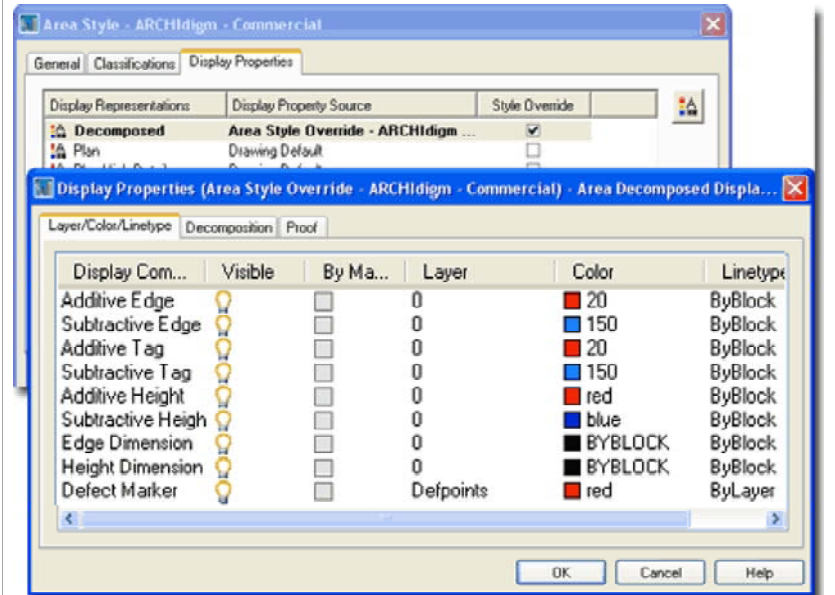 Area Style - ARCHIdigm - Commercial
General Classifications Display Properties
Display Representations Display Property Source Style Override
Decomposed Area Style Override - ARCHIdigm ...
Plan Drawing Default
Display Properties (Area Style Override - ARCHIdigm - Commercial) - Area Decomposed Displa...
Layer/Color/Linetype Decomposition Proof
Display Com... Visible By Ma... Layer Color Linetype
Additive Edge 0 20 ByBlock
Subtractive Edge 0 150 ByBlock
Additive Tag 0 20 ByBlock
Subtractive Tag 0 150 ByBlock
Additive Height 0 red ByBlock
Subtractive Heigh 0 blue ByBlock
Edge Dimension 0 BYBLOCK ByBlock
Height Dimension 0 BYBLOCK ByBlock
Defect Marker Defpoints red ByLayer
OK Cancel Help